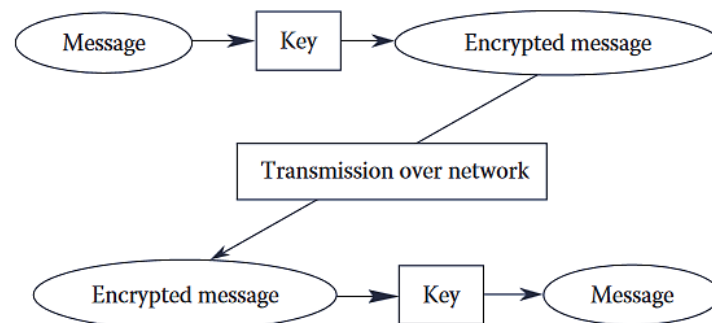 Message
Key
Encrypted message
Transmission over network
Encrypted message
Key
Message